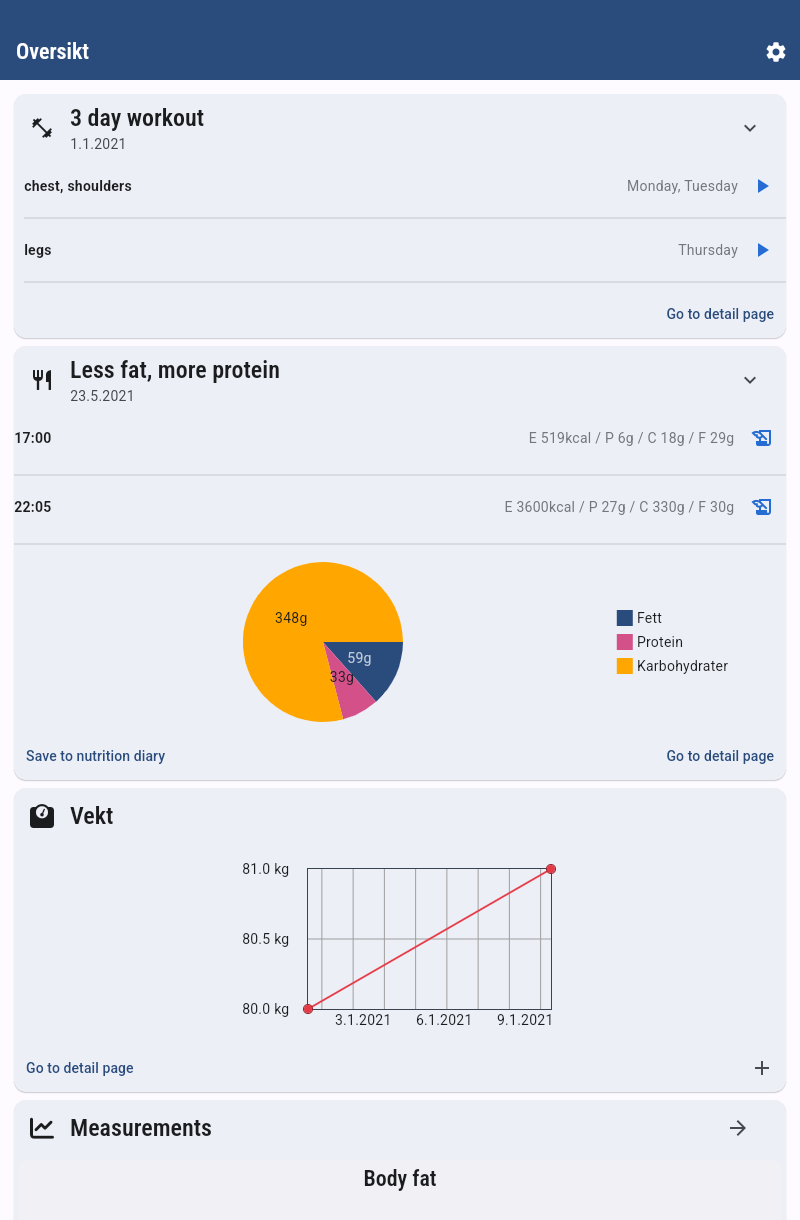 Oversikt
3 day workout
1.1.2021
chest, shoulders Monday, Tuesday
legs Thursday
Go to detail page
Less fat, more protein
23.5.2021
17:00 E 519kcal / P 6g / C 18g / F 29g
22:05 E 3600kcal / P 27g / C 330g / F 30g
348g
59g
33g
Fett
Protein
Karbohydrater
Save to nutrition diary Go to detail page
Vekt
81.0 kg
80.5 kg
80.0 kg
3.1.2021 6.1.2021 9.1.2021
Go to detail page
Measurements
Body fat